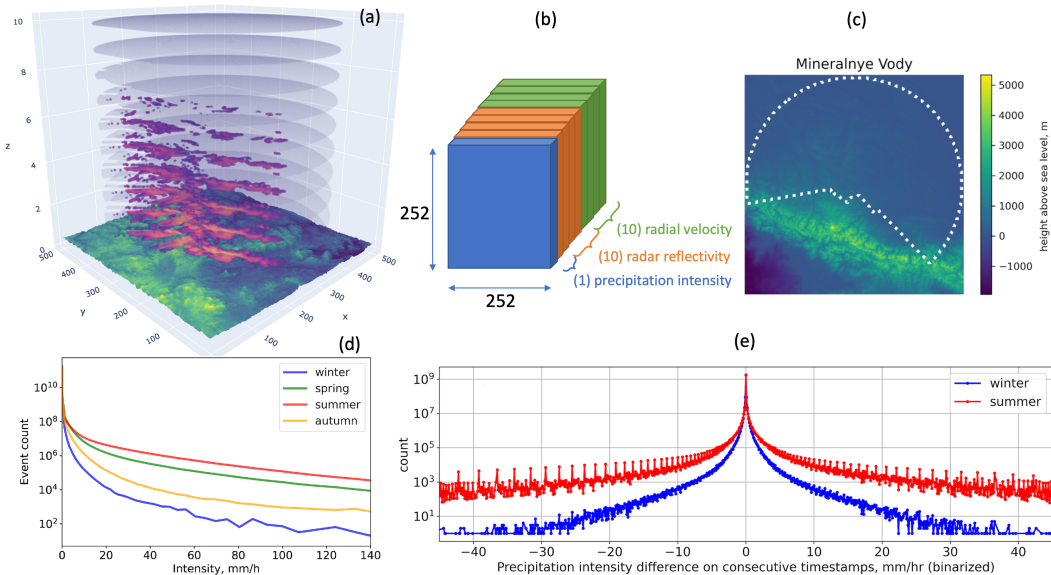 (a)
10
8
6
z
4
2
0
500
400
300
y
200
100
500
400
300
x
200
100
(b)
252
252
(10) radial velocity
(10) radar reflectivity
(1) precipitation intensity
(c)
Mineralnye Vody
5000
4000
3000
2000
1000
0
−1000
height above sea level, m
(d)
10^10
10^8
10^6
10^4
10^2
Event count
0 20 40 60 80 100 120 140
Intensity, mm/h
winter
spring
summer
autumn
(e)
10^9
10^7
10^5
10^3
10^1
count
−40 −30 −20 −10 0 10 20 30 40
Precipitation intensity difference on consecutive timestamps, mm/hr (binarized)
winter
summer